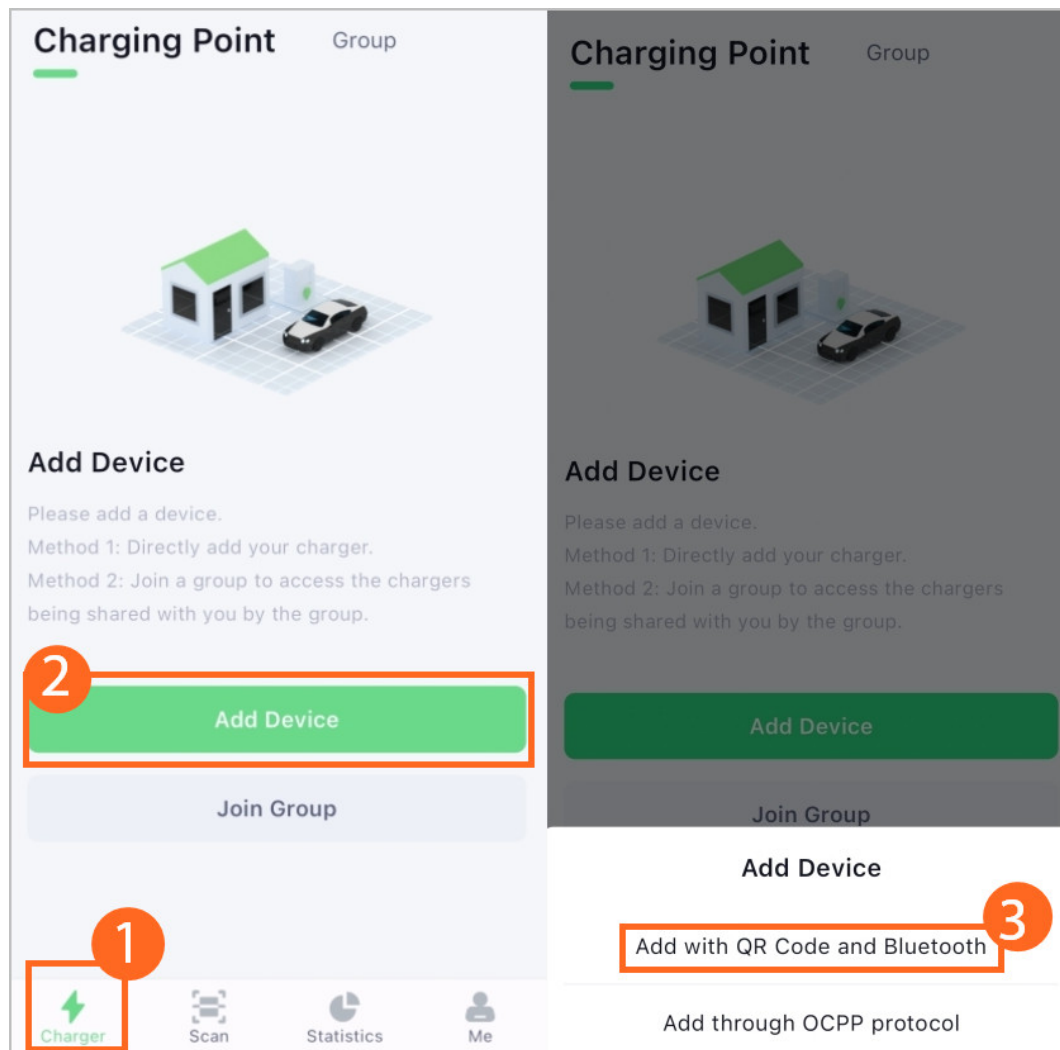 Charging Point Group
Add Device
Please add a device.
Method 1: Directly add your charger.
Method 2: Join a group to access the chargers
being shared with you by the group.
2
Add Device
Join Group
1
Charger Scan Statistics Me
Charging Point Group
Add Device
Please add a device.
Method 1: Directly add your charger.
Method 2: Join a group to access the chargers
being shared with you by the group.
Add Device
Join Group
Add Device
3
Add with QR Code and Bluetooth
Add through OCPP protocol